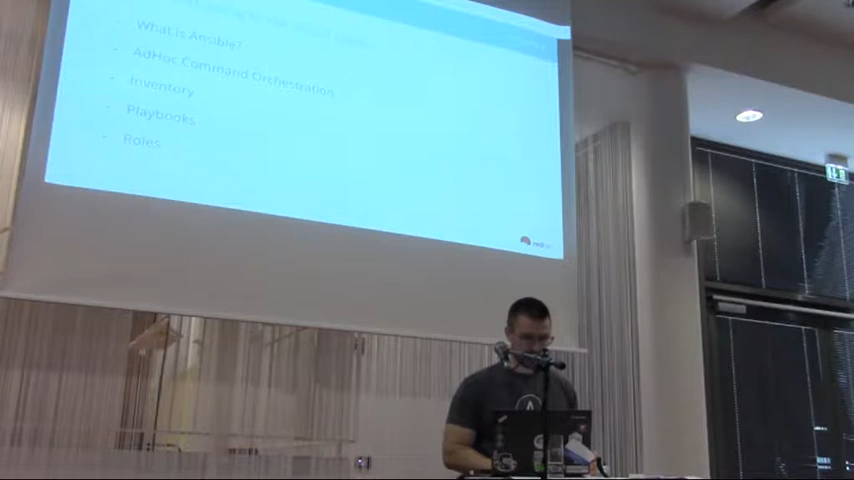 What is Ansible?
AdHoc Command Orchestration
Inventory
Playbooks
Roles